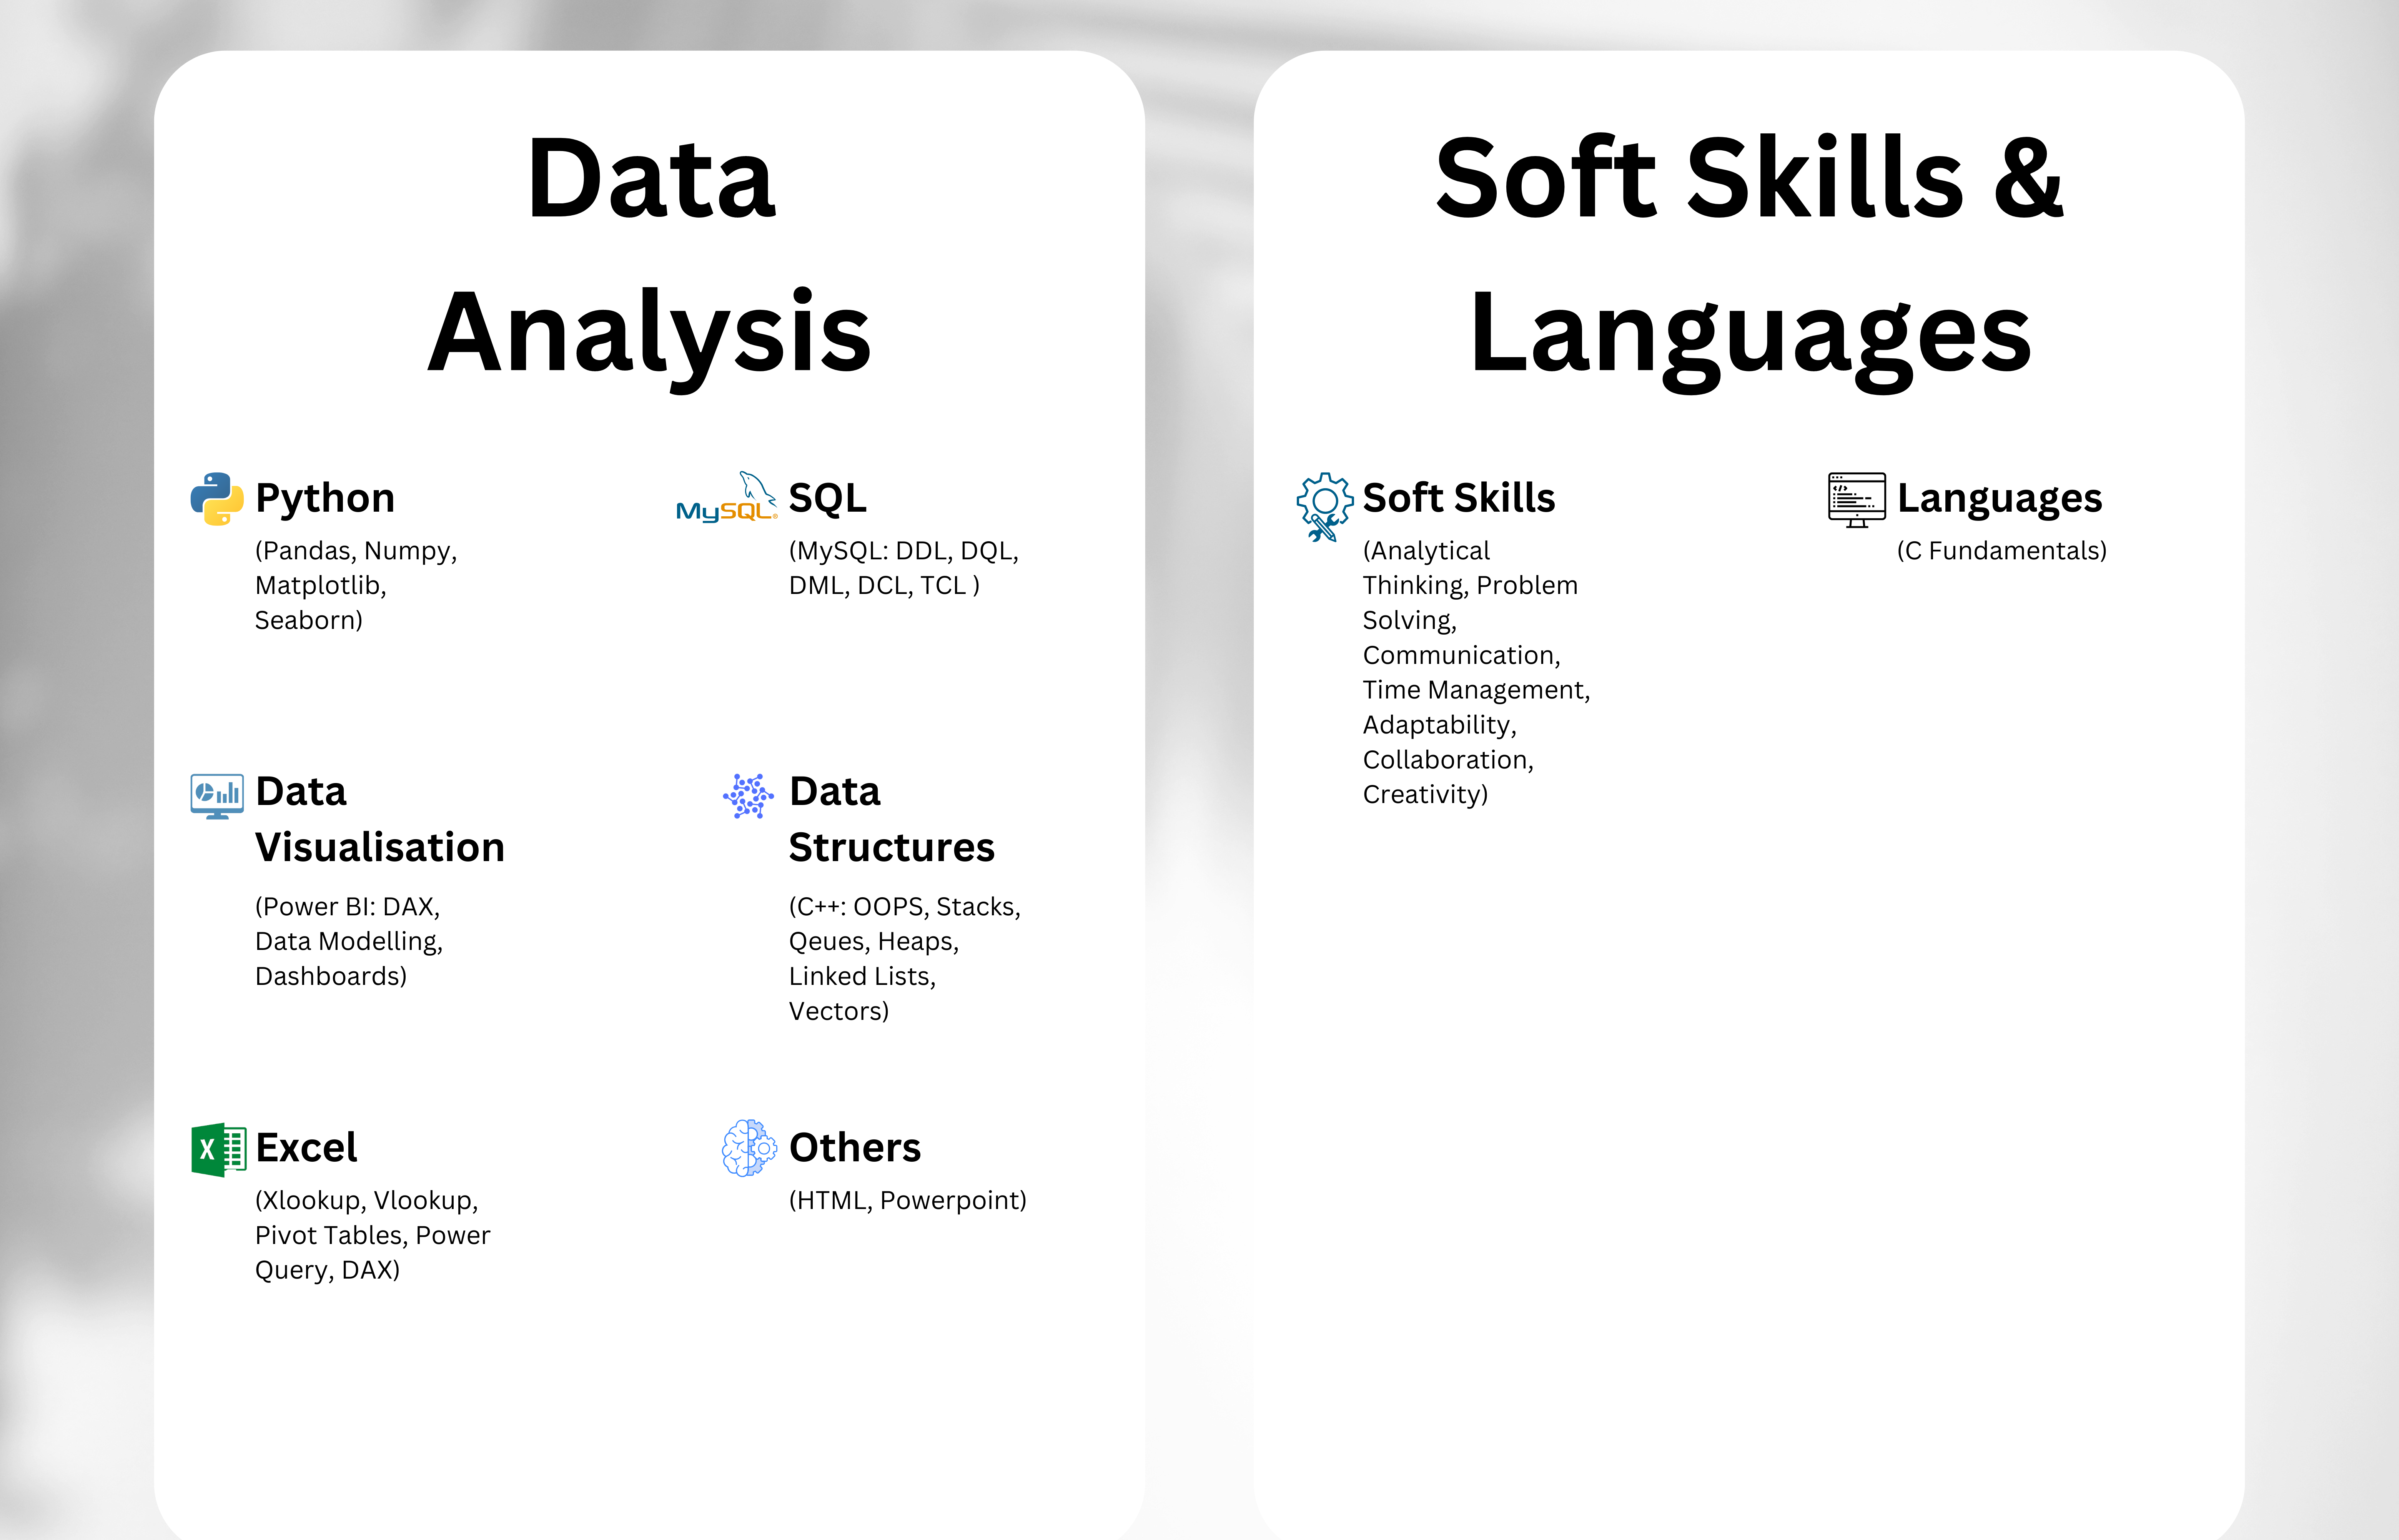 Data
Analysis
Python
(Pandas, Numpy,
Matplotlib,
Seaborn)
MySQL
SQL
(MySQL: DDL, DQL,
DML, DCL, TCL )
Data
Visualisation
(Power BI: DAX,
Data Modelling,
Dashboards)
Data
Structures
(C++: OOPS, Stacks,
Qeues, Heaps,
Linked Lists,
Vectors)
X
Excel
(Xlookup, Vlookup,
Pivot Tables, Power
Query, DAX)
Others
(HTML, Powerpoint)
Soft Skills &
Languages
Soft Skills
(Analytical
Thinking, Problem
Solving,
Communication,
Time Management,
Adaptability,
Collaboration,
Creativity)
</>
Languages
(C Fundamentals)